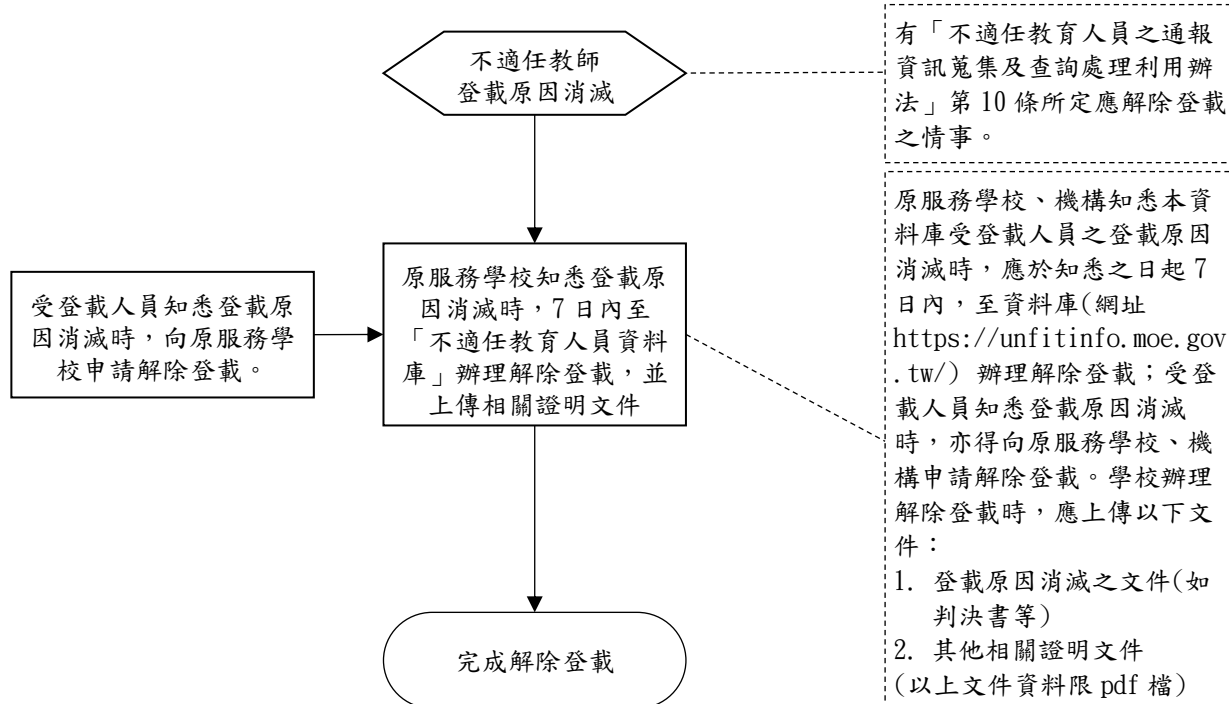 不適任教師
登載原因消滅
有「不適任教育人員之通報
資訊蒐集及查詢處理利用辦
法」第 10 條所定應解除登載
之情事。
受登載人員知悉登載原
因消滅時，向原服務學
校申請解除登載。
原服務學校知悉登載原
因消滅時，7 日內至
「不適任教育人員資料
庫」辦理解除登載，並
上傳相關證明文件
原服務學校、機構知悉本資
料庫受登載人員之登載原因
消滅時，應於知悉之日起 7
日內，至資料庫(網址
https://unfitinfo.moe.gov
.tw/) 辦理解除登載；受登
載人員知悉登載原因消滅
時，亦得向原服務學校、機
構申請解除登載。學校辦理
解除登載時，應上傳以下文
件：
1. 登載原因消滅之文件(如
判決書等)
2. 其他相關證明文件
(以上文件資料限 pdf 檔)
完成解除登載